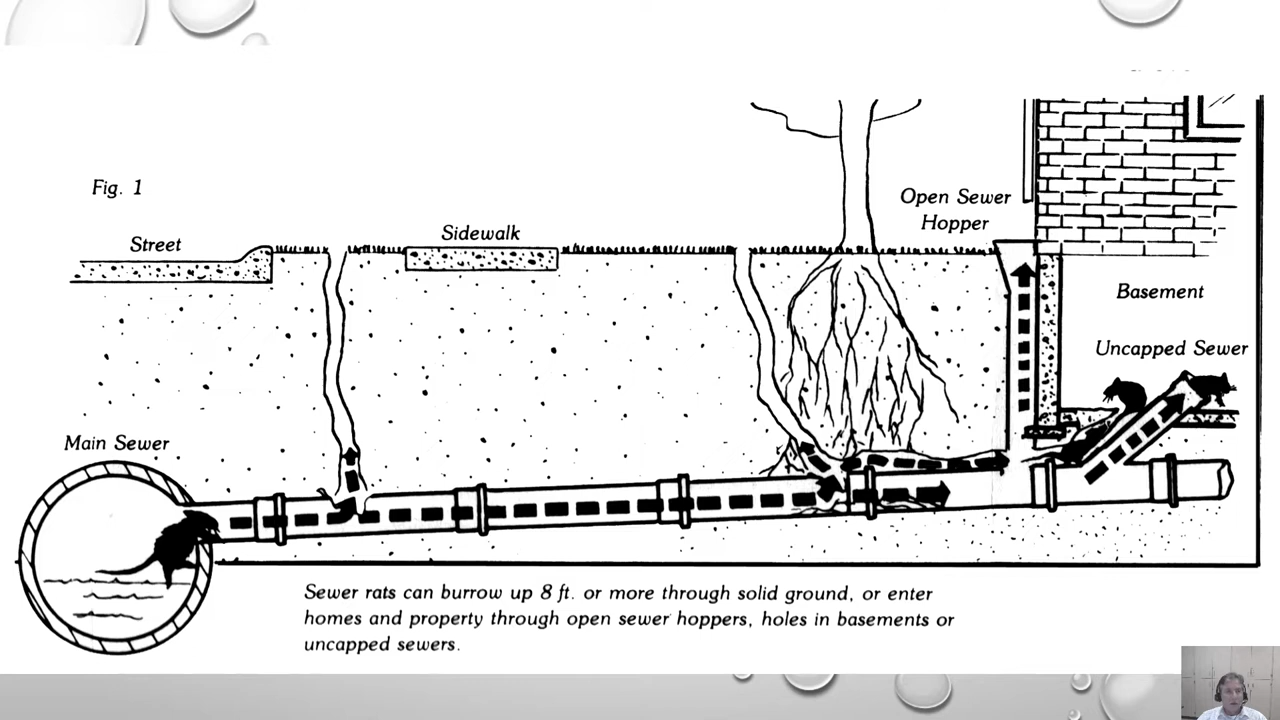 Fig. 1
Open Sewer
Hopper
Street
Sidewalk
Basement
Uncapped Sewer
Main Sewer
Sewer rats can burrow up 8 ft. or more through solid ground, or enter
homes and property through open sewer hoppers, holes in basements or
uncapped sewers.